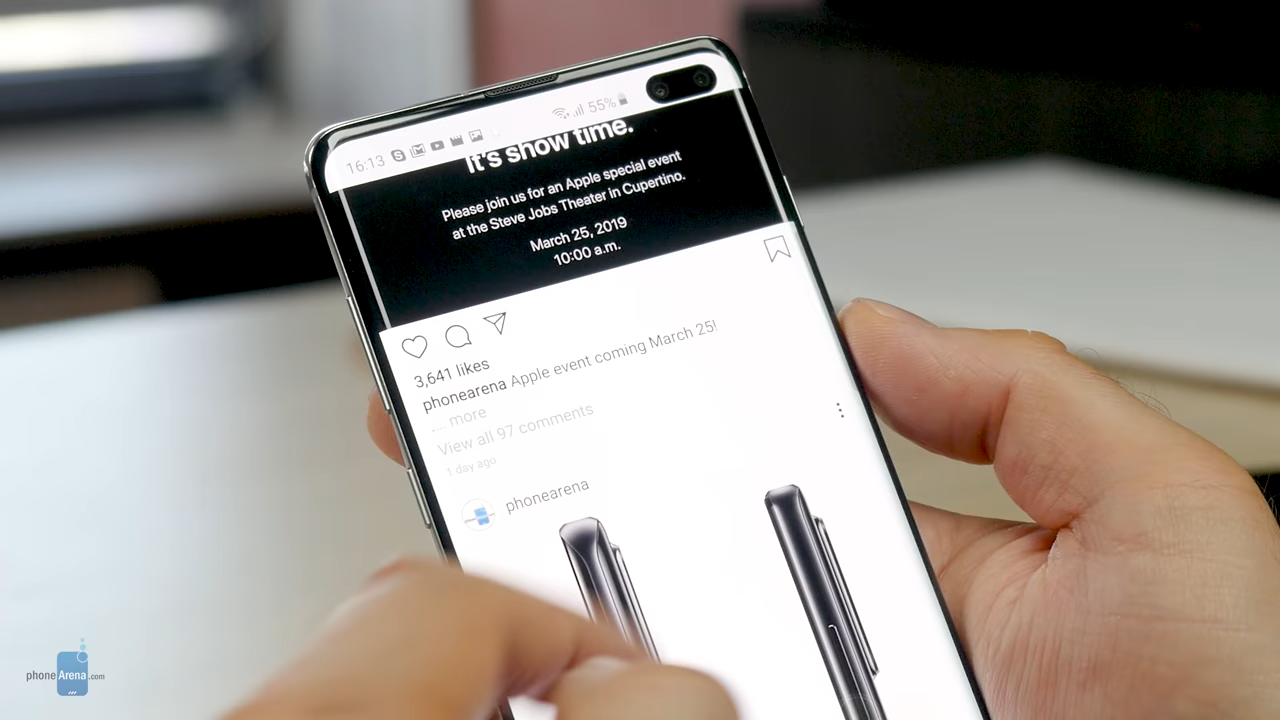 16:13 55%
It's show time.
Please join us for an Apple special event
at the Steve Jobs Theater in Cupertino.
March 25, 2019
10:00 a.m.
3,641 likes
phonearena Apple event coming March 25!
.... more
View all 97 comments
1 day ago
phonearena
phoneArena.com